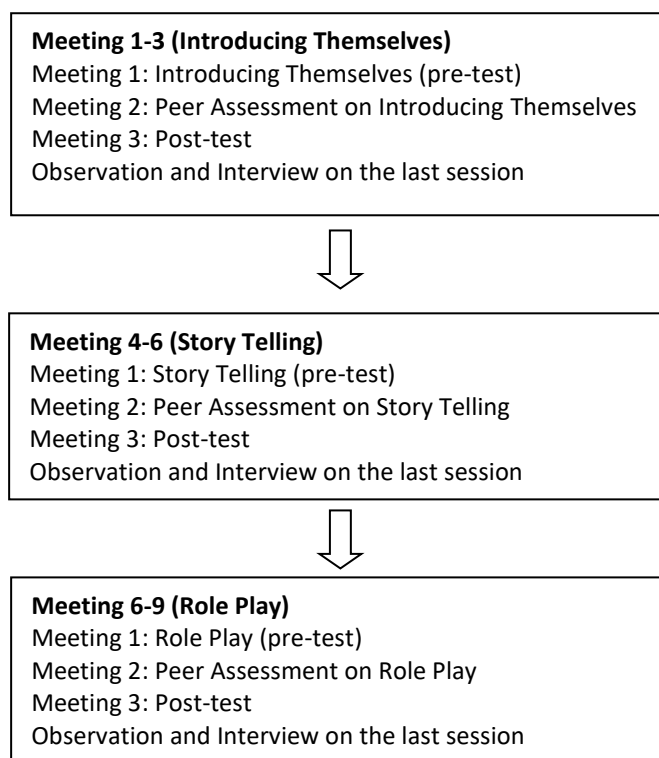 Meeting 1-3 (Introducing Themselves)
Meeting 1: Introducing Themselves (pre-test)
Meeting 2: Peer Assessment on Introducing Themselves
Meeting 3: Post-test
Observation and Interview on the last session
Meeting 4-6 (Story Telling)
Meeting 1: Story Telling (pre-test)
Meeting 2: Peer Assessment on Story Telling
Meeting 3: Post-test
Observation and Interview on the last session
Meeting 6-9 (Role Play)
Meeting 1: Role Play (pre-test)
Meeting 2: Peer Assessment on Role Play
Meeting 3: Post-test
Observation and Interview on the last session